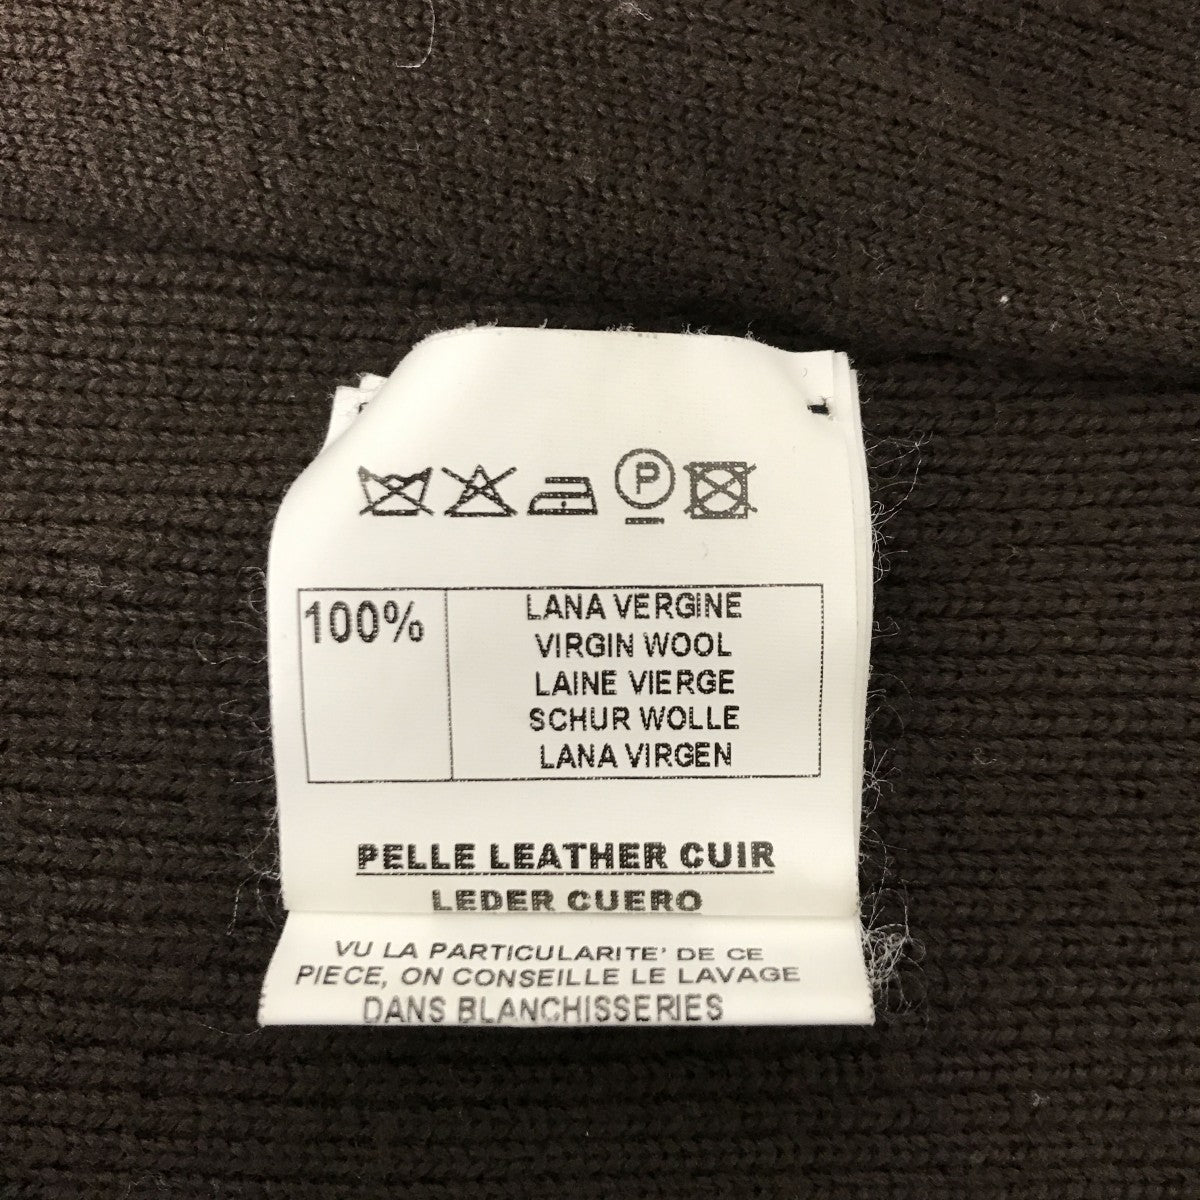 P
100%
LANA VERGINE
VIRGIN WOOL
LAINE VIERGE
SCHUR WOLLE
LANA VIRGEN
PELLE LEATHER CUIR
LEDER CUERO
VU LA PARTICULARITE' DE CE
PIECE, ON CONSEILLE LE LAVAGE
DANS BLANCHISSERIES